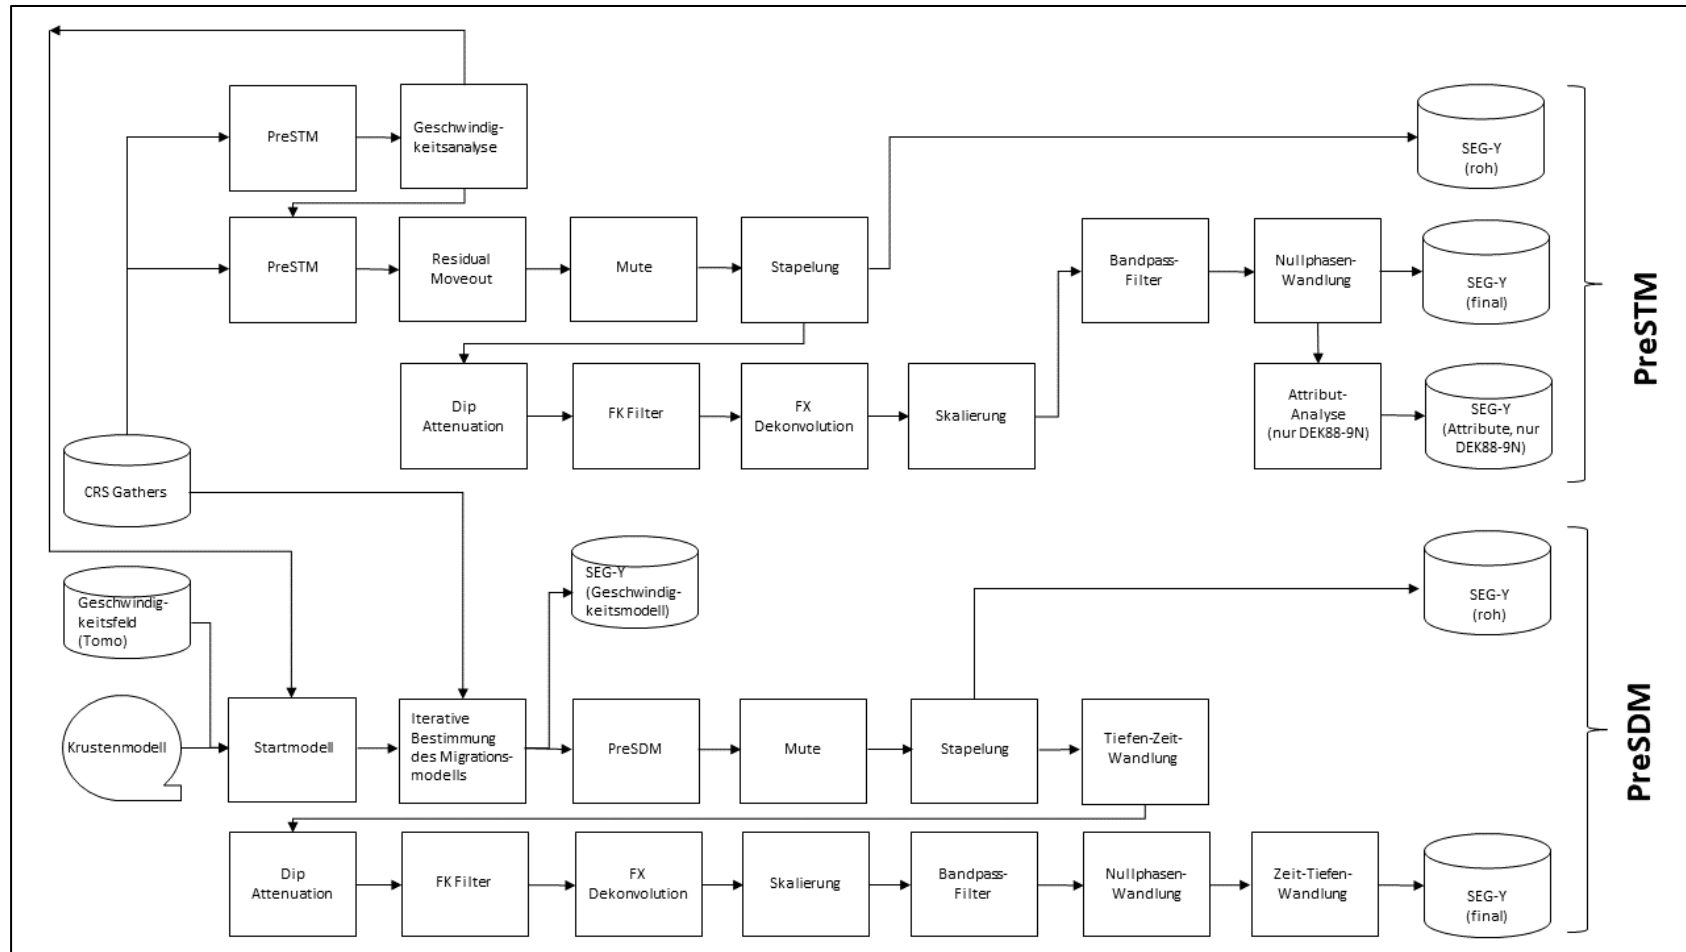 PreSTM
Geschwindig-
keitsanalyse
SEG-Y
(roh)
PreSTM
Residual
Moveout
Mute
Stapelung
Bandpass-
Filter
Nullphasen-
Wandlung
SEG-Y
(final)
PreSTM
Dip
Attenuation
FK Filter
FX
Dekonvolution
Skalierung
Attribut-
Analyse
(nur DEK88-9N)
SEG-Y
(Attribute, nur
DEK88-9N)
CRS Gathers
SEG-Y
(Geschwindig-
keitsmodell)
SEG-Y
(roh)
Geschwindig-
keitsfeld
(Tomo)
Krustenmodell
Startmodell
Iterative
Bestimmung
des Migrations-
modells
PreSDM
Mute
Stapelung
Tiefen-Zeit-
Wandlung
PreSDM
Dip
Attenuation
FK Filter
FX
Dekonvolution
Skalierung
Bandpass-
Filter
Nullphasen-
Wandlung
Zeit-Tiefen-
Wandlung
SEG-Y
(final)